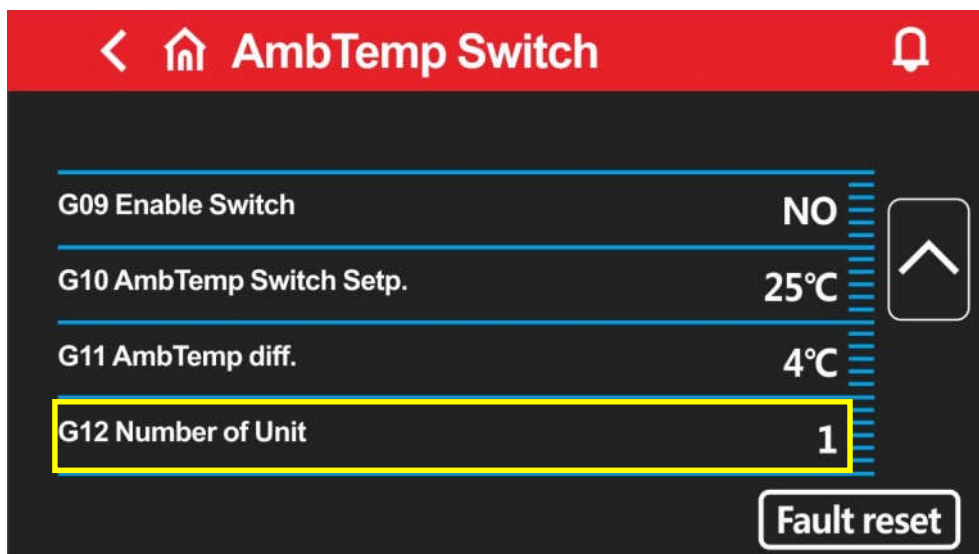 AmbTemp Switch
G09 Enable Switch NO
G10 AmbTemp Switch Setp. 25℃
G11 AmbTemp diff. 4℃
G12 Number of Unit 1
Fault reset